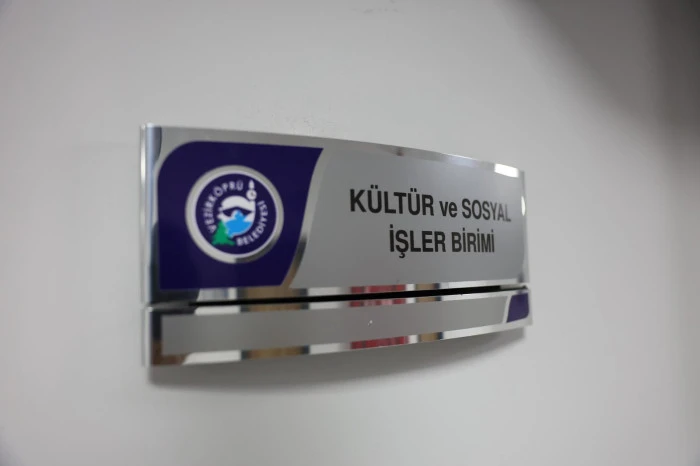 VEZİRKÖPRÜ
BELEDİYESİ
KÜLTÜR ve SOSYAL
İŞLER BİRİMİ